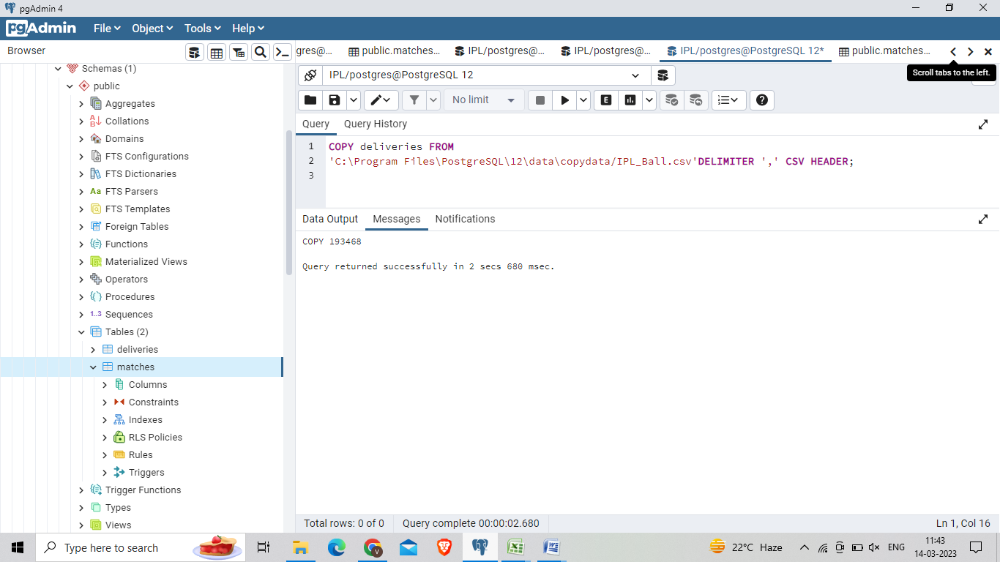 pgAdmin 4
pgAdmin File Object Tools Help
Browser
gres@... public.matches... IPL/postgres@... IPL/postgres@... IPL/postgres@PostgreSQL 12* public.matches...
Scroll tabs to the left.
IPL/postgres@PostgreSQL 12
No limit
E
Query Query History
1 COPY deliveries FROM
2 'C:\Program Files\PostgreSQL\12\data\copydata/IPL_Ball.csv'DELIMITER ',' CSV HEADER;
3
Data Output Messages Notifications
COPY 193468
Query returned successfully in 2 secs 680 msec.
Schemas (1)
public
Aggregates
Collations
Domains
FTS Configurations
FTS Dictionaries
Aa FTS Parsers
FTS Templates
Foreign Tables
Functions
Materialized Views
Operators
Procedures
1..3 Sequences
Tables (2)
deliveries
matches
Columns
Constraints
Indexes
RLS Policies
Rules
Triggers
Trigger Functions
Types
Views
Total rows: 0 of 0 Query complete 00:00:02.680 Ln 1, Col 16
Type here to search
22°C Haze
ENG
11:43
14-03-2023